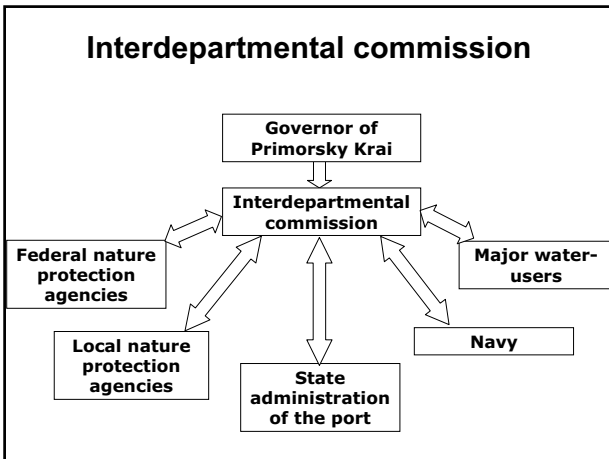 Interdepartmental commission
Governor of
Primorsky Krai
Interdepartmental
commission
Federal nature
protection
agencies
Major water-
users
Local nature
protection
agencies
Navy
State
administration
of the port